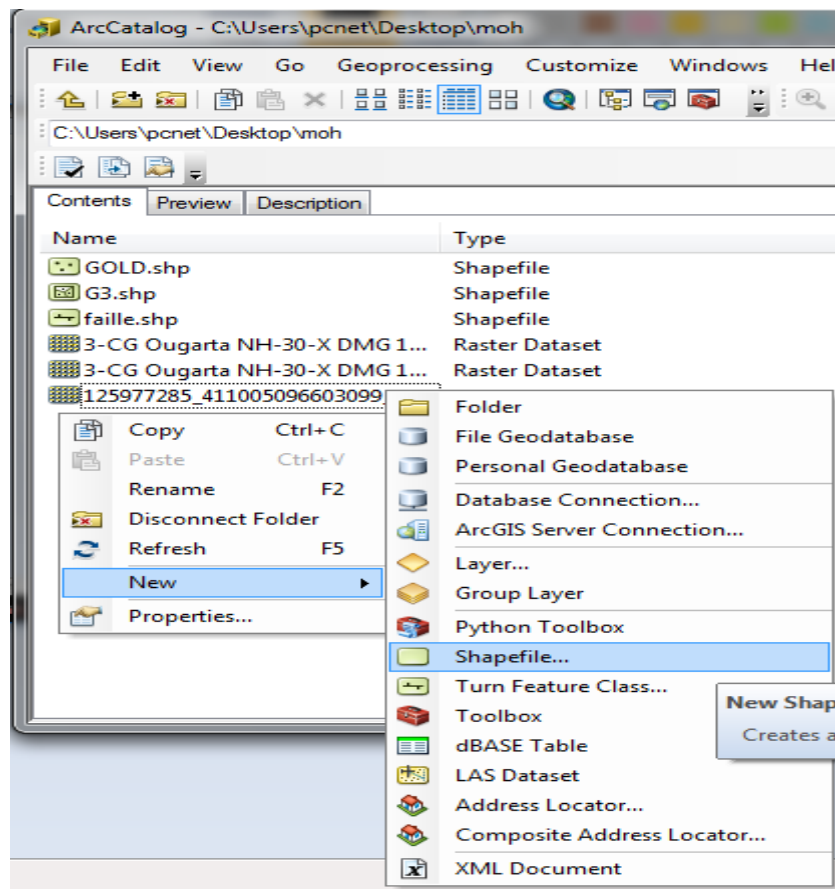 ArcCatalog - C:\Users\pcnet\Desktop\moh
File Edit View Go Geoprocessing Customize Windows Hel
C:\Users\pcnet\Desktop\moh
Contents Preview Description
Name Type
GOLD.shp Shapefile
G3.shp Shapefile
faille.shp Shapefile
3-CG Ougarta NH-30-X DMG 1... Raster Dataset
3-CG Ougarta NH-30-X DMG 1... Raster Dataset
125977285_411005096603099_
Copy Ctrl+C
Paste Ctrl+V
Rename F2
Disconnect Folder
Refresh F5
New
Properties...
Folder
File Geodatabase
Personal Geodatabase
Database Connection...
ArcGIS Server Connection...
Layer...
Group Layer
Python Toolbox
Shapefile...
Turn Feature Class...
Toolbox
dBASE Table
LAS Dataset
Address Locator...
Composite Address Locator...
XML Document
New Shap
Creates a